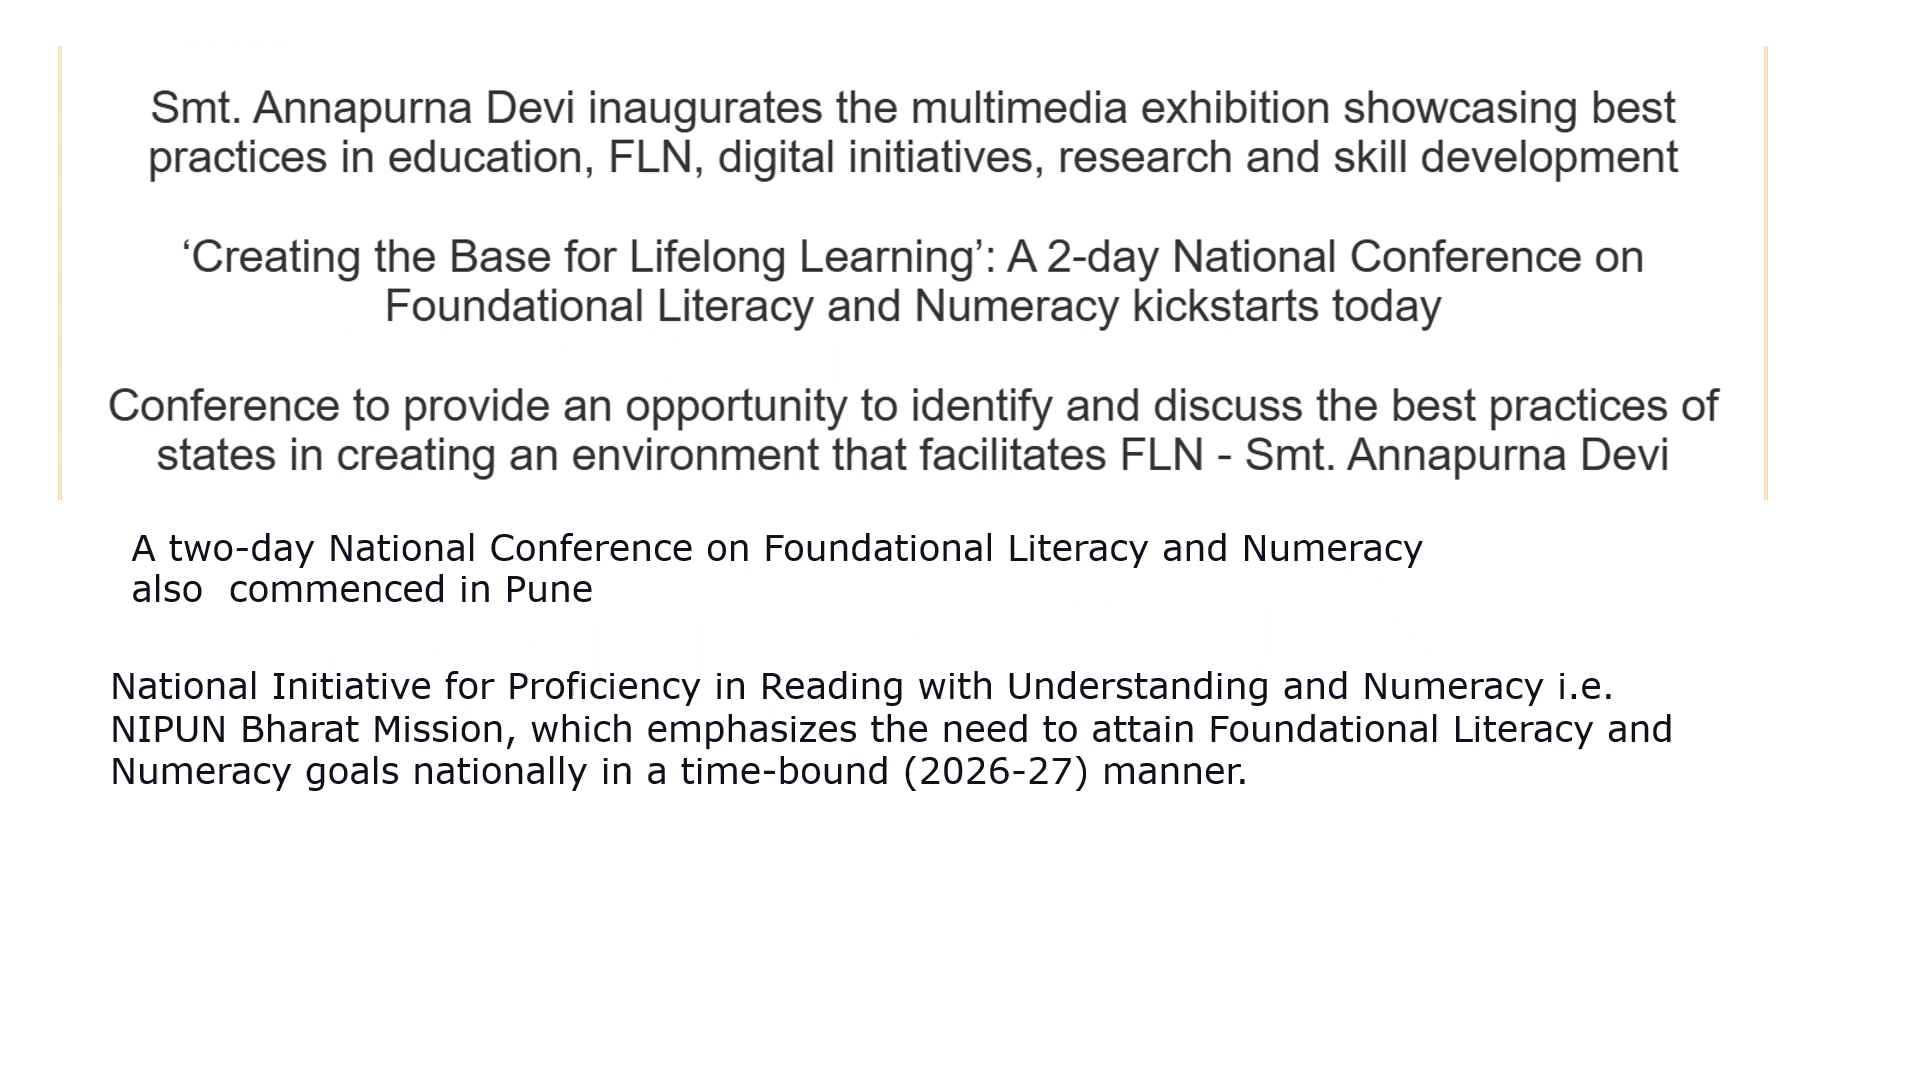 Smt. Annapurna Devi inaugurates the multimedia exhibition showcasing best
practices in education, FLN, digital initiatives, research and skill development
‘Creating the Base for Lifelong Learning’: A 2-day National Conference on
Foundational Literacy and Numeracy kickstarts today
Conference to provide an opportunity to identify and discuss the best practices of
states in creating an environment that facilitates FLN - Smt. Annapurna Devi
A two-day National Conference on Foundational Literacy and Numeracy
also  commenced in Pune
National Initiative for Proficiency in Reading with Understanding and Numeracy i.e.
NIPUN Bharat Mission, which emphasizes the need to attain Foundational Literacy and
Numeracy goals nationally in a time-bound (2026-27) manner.